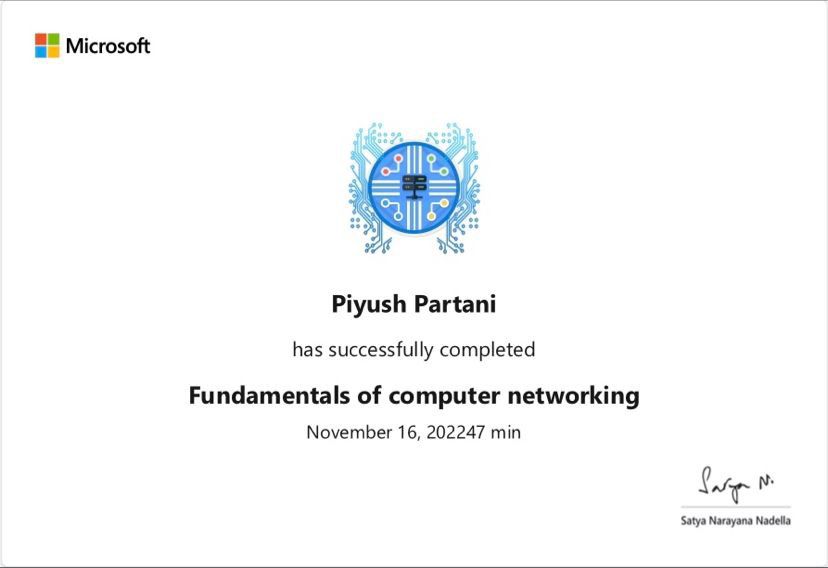 Microsoft
Piyush Partani
has successfully completed
Fundamentals of computer networking
November 16, 202247 min
Satya N.
Satya Narayana Nadella